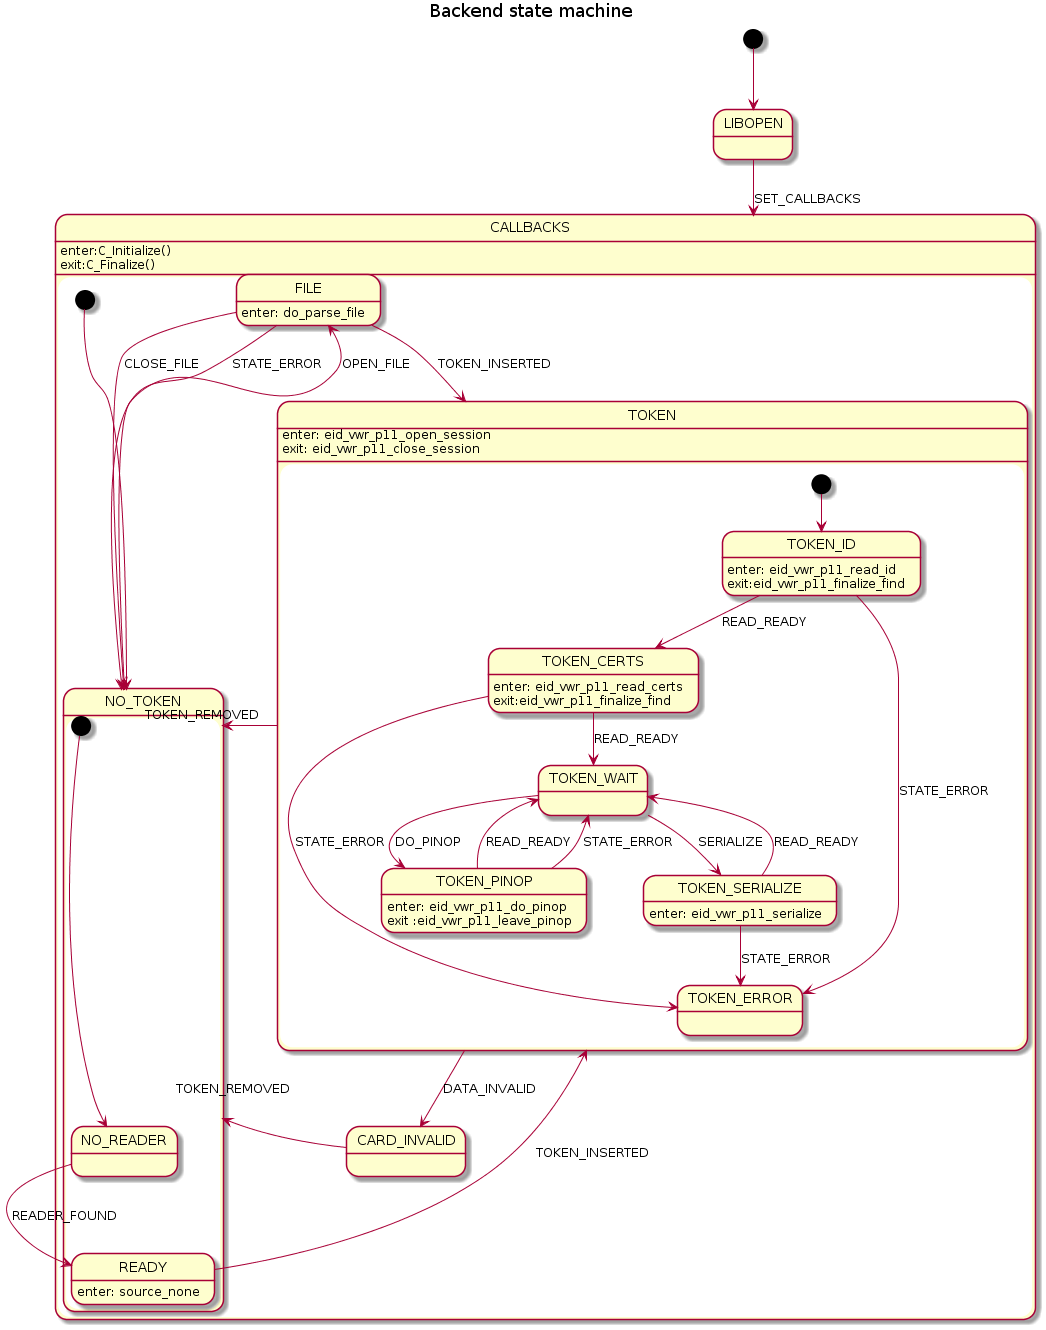 Backend state machine
LIBOPEN
SET_CALLBACKS
CALLBACKS
enter:C_Initialize()
exit:C_Finalize()
FILE
enter: do_parse_file
CLOSE_FILE
STATE_ERROR
OPEN_FILE
TOKEN_INSERTED
TOKEN
enter: eid_vwr_p11_open_session
exit: eid_vwr_p11_close_session
TOKEN_ID
enter: eid_vwr_p11_read_id
exit:eid_vwr_p11_finalize_find
READ_READY
TOKEN_CERTS
enter: eid_vwr_p11_read_certs
exit:eid_vwr_p11_finalize_find
NO_TOKEN
TOKEN_REMOVED
READ_READY
TOKEN_WAIT
STATE_ERROR
STATE_ERROR
DO_PINOP
READ_READY
STATE_ERROR
SERIALIZE
READ_READY
TOKEN_PINOP
enter: eid_vwr_p11_do_pinop
exit :eid_vwr_p11_leave_pinop
TOKEN_SERIALIZE
enter: eid_vwr_p11_serialize
STATE_ERROR
TOKEN_ERROR
TOKEN_REMOVED
DATA_INVALID
NO_READER
CARD_INVALID
TOKEN_INSERTED
READER_FOUND
READY
enter: source_none